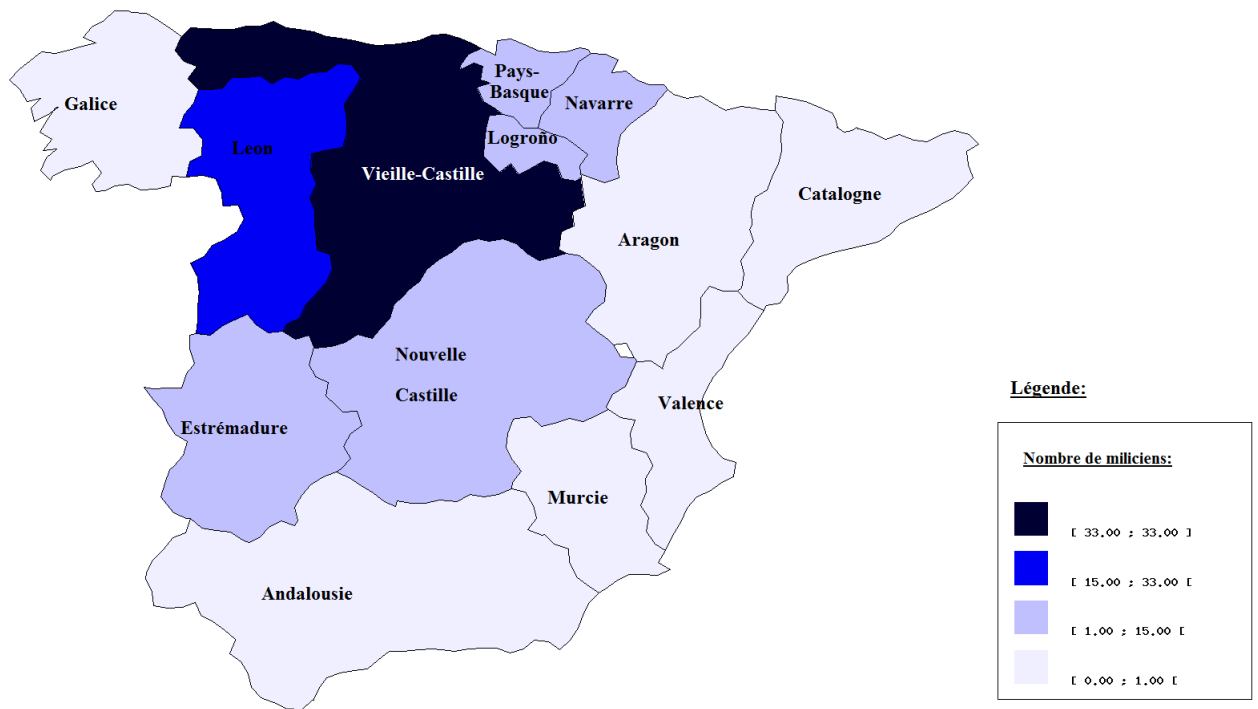 Galice
Pays-
Basque
Navarre
Leon
Logroño
Vieille-Castille
Catalogne
Aragon
Nouvelle
Castille
Valence
Estrémadure
Murcie
Andalousie
Légende:
Nombre de miliciens:
[ 33.00 ; 33.00 ]
[ 15.00 ; 33.00 [
[ 1.00 ; 15.00 [
[ 0.00 ; 1.00 [